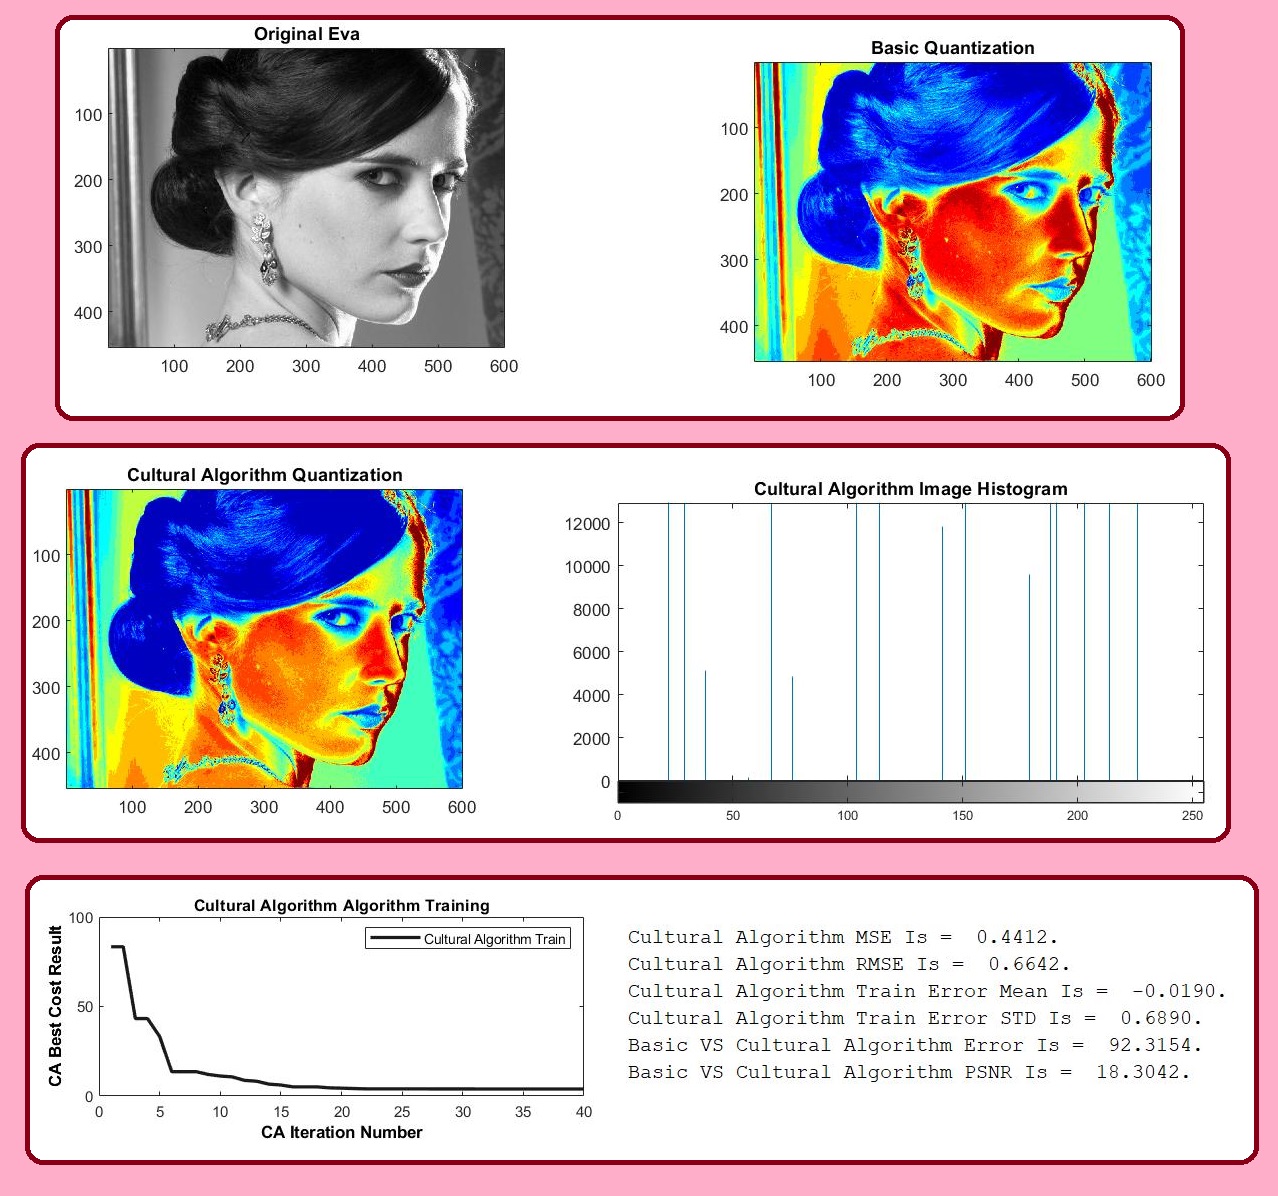 Original Eva
100
200
300
400
100 200 300 400 500 600
Basic Quantization
100
200
300
400
100 200 300 400 500 600
Cultural Algorithm Quantization
100
200
300
400
100 200 300 400 500 600
Cultural Algorithm Image Histogram
12000
10000
8000
6000
4000
2000
0
0 50 100 150 200 250
Cultural Algorithm Algorithm Training
CA Best Cost Result
100
50
0
Cultural Algorithm Train
0 5 10 15 20 25 30 35 40
CA Iteration Number
Cultural Algorithm MSE Is = 0.4412.
Cultural Algorithm RMSE Is = 0.6642.
Cultural Algorithm Train Error Mean Is = -0.0190.
Cultural Algorithm Train Error STD Is = 0.6890.
Basic VS Cultural Algorithm Error Is = 92.3154.
Basic VS Cultural Algorithm PSNR Is = 18.3042.